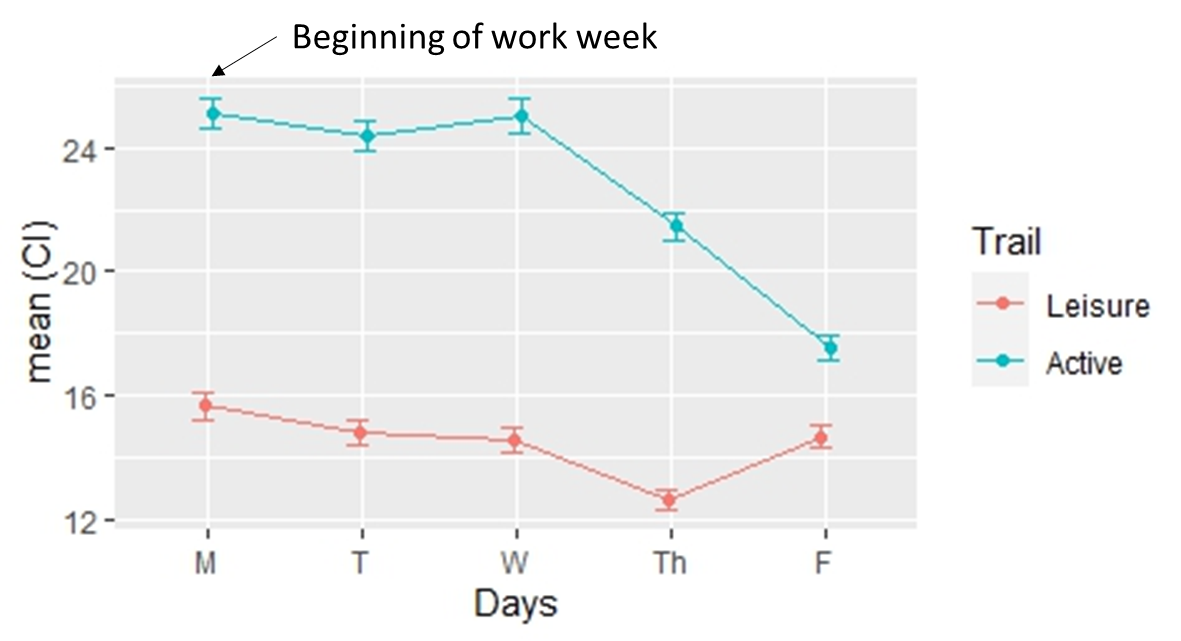 Beginning of work week
mean (CI)
24
20
16
12
M T W Th F
Days
Trail
Leisure
Active